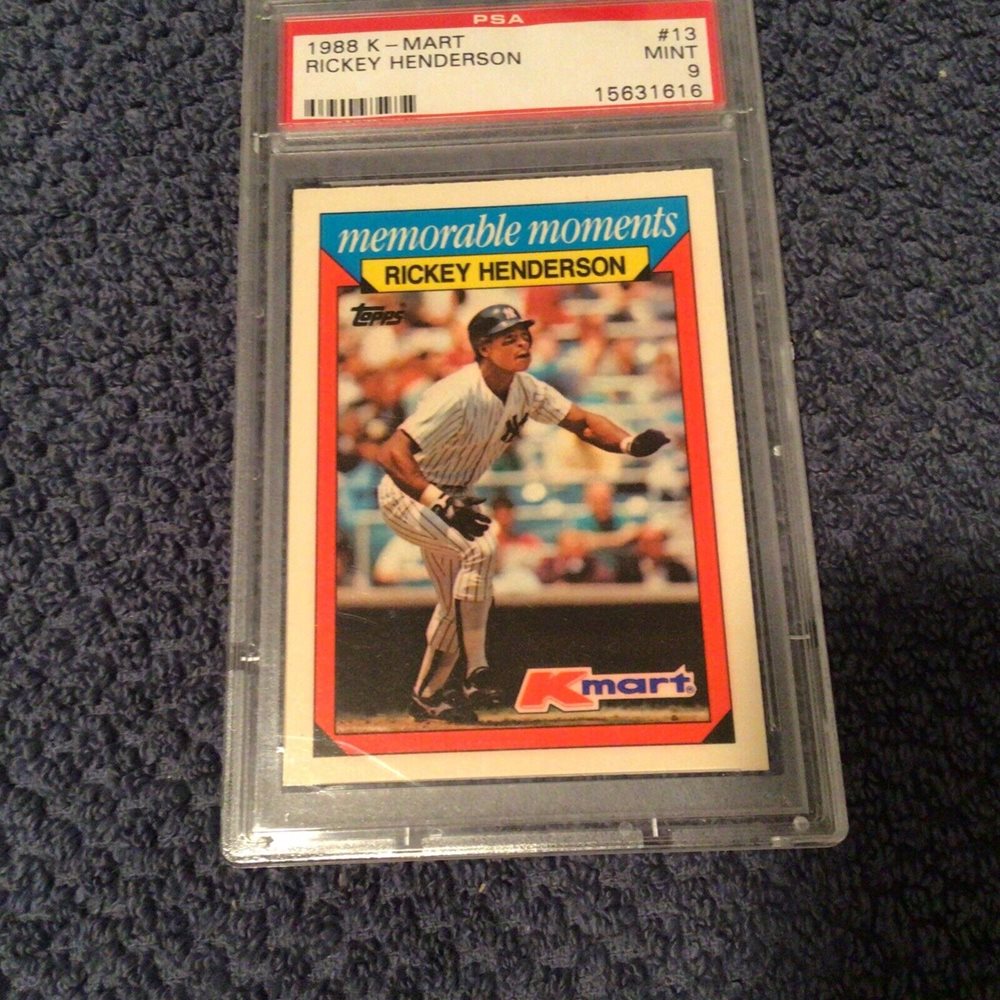 PSA
1988 K-MART #13
RICKEY HENDERSON MINT
9
15631616
memorable moments
RICKEY HENDERSON
topps
Kmart®